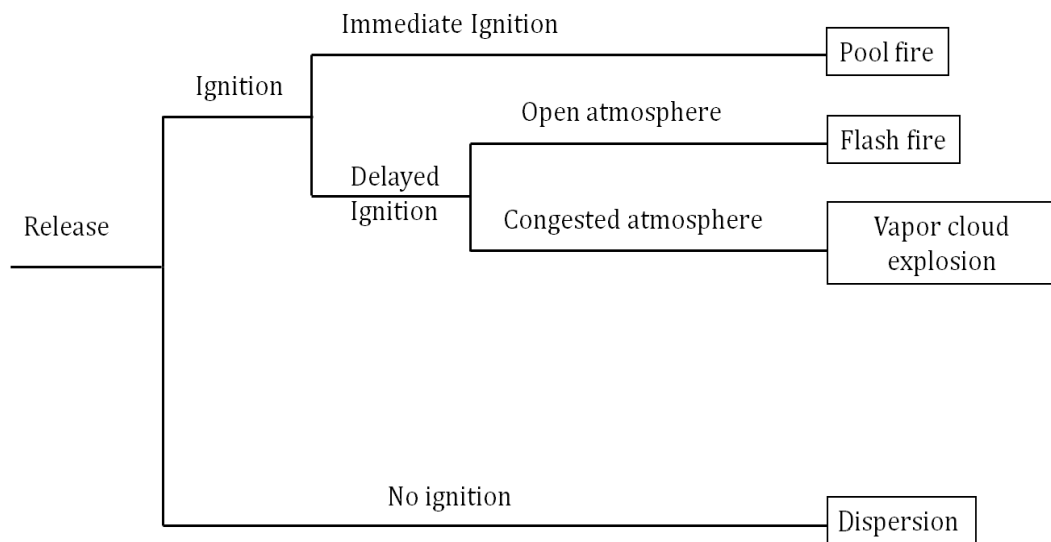 Immediate Ignition
Pool fire
Ignition
Open atmosphere
Flash fire
Delayed
Ignition
Congested atmosphere
Vapor cloud
explosion
Release
No ignition
Dispersion